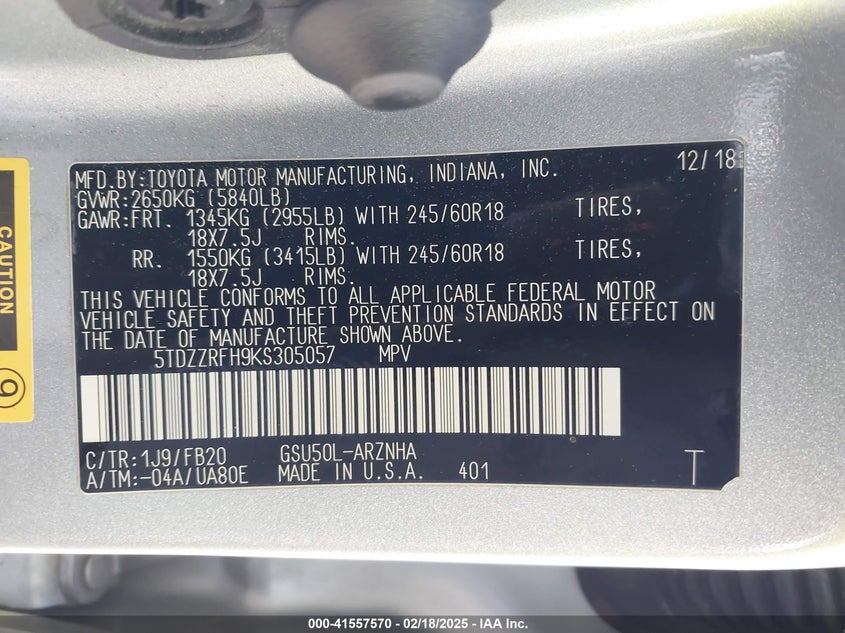 MFD.BY:TOYOTA MOTOR MANUFACTURING, INDIANA, INC. 12/18
GVWR:2650KG (5840LB)
GAWR:FRT. 1345KG (2955LB) WITH 245/60R18 TIRES,
18X7.5J RIMS.
RR. 1550KG (3415LB) WITH 245/60R18 TIRES,
18X7.5J RIMS.
THIS VEHICLE CONFORMS TO ALL APPLICABLE FEDERAL MOTOR
VEHICLE SAFETY AND THEFT PREVENTION STANDARDS IN EFFECT ON
THE DATE OF MANUFACTURE SHOWN ABOVE.
5TDZZRFH9KS305057 MPV
C/TR:1J9/FB20 GSU50L-ARZNHA
A/TM:-04A/UA80E MADE IN U.S.A. 401 T
CAUTION
9
000-41557570 — 02/18/2025 — IAA Inc.